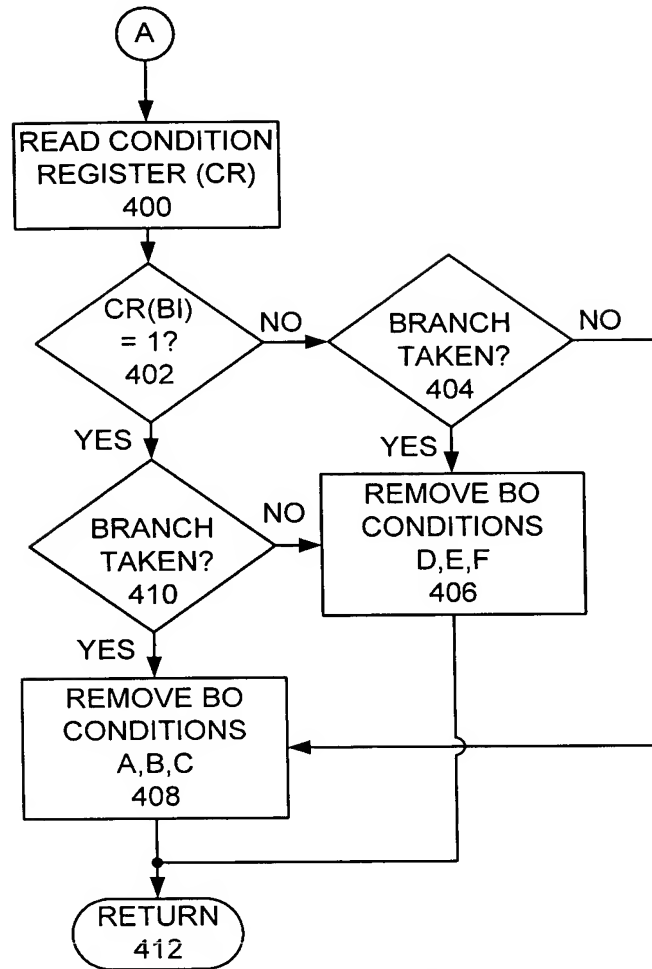 A
READ CONDITION
REGISTER (CR)
400
CR(BI)
= 1?
402
NO
BRANCH
TAKEN?
404
NO
YES
YES
BRANCH
TAKEN?
410
NO
REMOVE BO
CONDITIONS
D,E,F
406
YES
REMOVE BO
CONDITIONS
A,B,C
408
RETURN
412